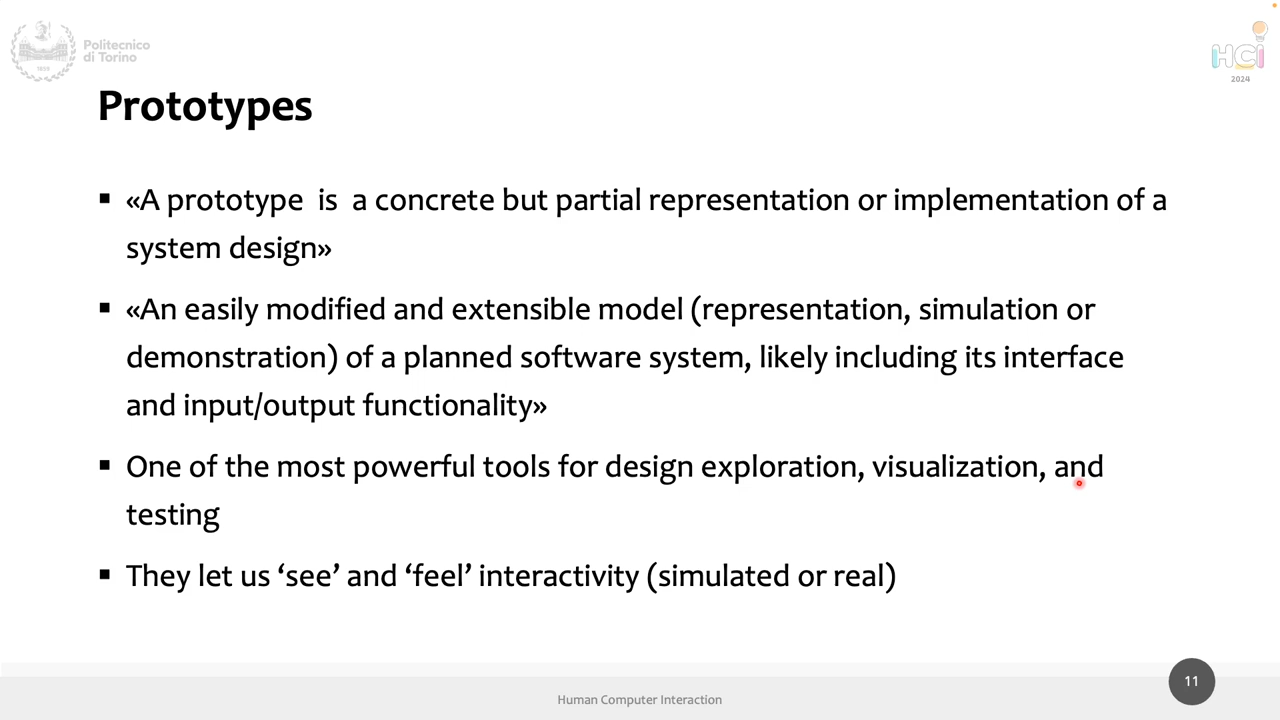 Politecnico
di Torino
1859
HCI
2024
Prototypes
▪ «A prototype is a concrete but partial representation or implementation of a
system design»
▪ «An easily modified and extensible model (representation, simulation or
demonstration) of a planned software system, likely including its interface
and input/output functionality»
▪ One of the most powerful tools for design exploration, visualization, and
testing
▪ They let us ‘see’ and ‘feel’ interactivity (simulated or real)
Human Computer Interaction
11